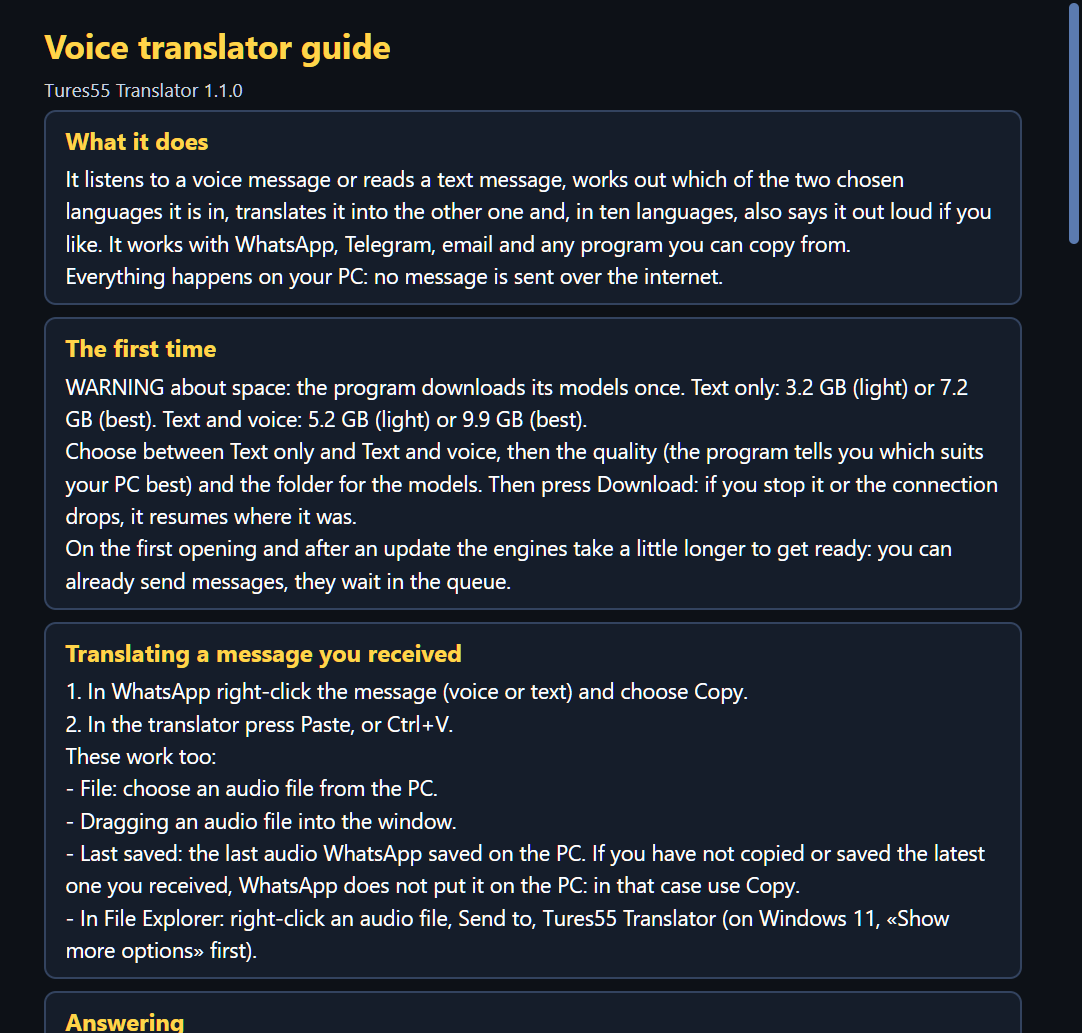 Voice translator guide
Tures55 Translator 1.1.0
What it does
It listens to a voice message or reads a text message, works out which of the two chosen
languages it is in, translates it into the other one and, in ten languages, also says it out loud if you
like. It works with WhatsApp, Telegram, email and any program you can copy from.
Everything happens on your PC: no message is sent over the internet.
The first time
WARNING about space: the program downloads its models once. Text only: 3.2 GB (light) or 7.2
GB (best). Text and voice: 5.2 GB (light) or 9.9 GB (best).
Choose between Text only and Text and voice, then the quality (the program tells you which suits
your PC best) and the folder for the models. Then press Download: if you stop it or the connection
drops, it resumes where it was.
On the first opening and after an update the engines take a little longer to get ready: you can
already send messages, they wait in the queue.
Translating a message you received
1. In WhatsApp right-click the message (voice or text) and choose Copy.
2. In the translator press Paste, or Ctrl+V.
These work too:
- File: choose an audio file from the PC.
- Dragging an audio file into the window.
- Last saved: the last audio WhatsApp saved on the PC. If you have not copied or saved the latest
one you received, WhatsApp does not put it on the PC: in that case use Copy.
- In File Explorer: right-click an audio file, Send to, Tures55 Translator (on Windows 11, «Show
more options» first).
Answering